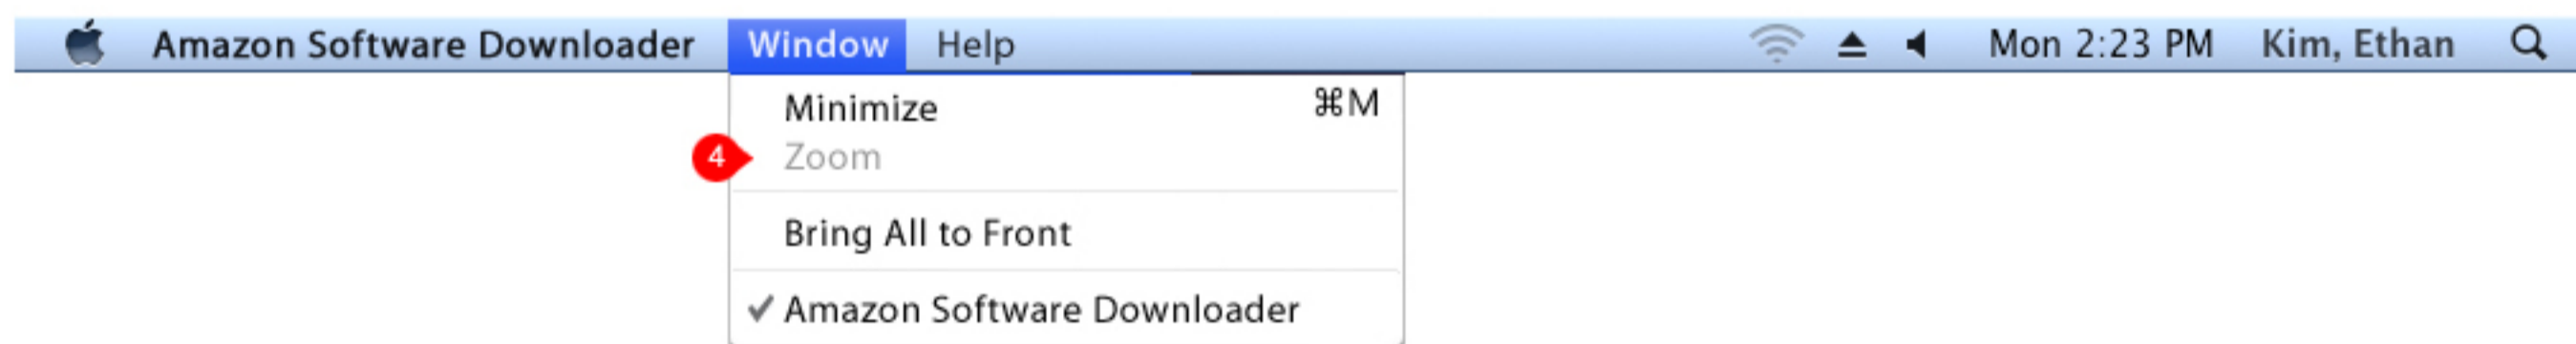 Amazon Software Downloader Window Help Mon 2:23 PM Kim, Ethan
Minimize ⌘M
4 Zoom
Bring All to Front
✓ Amazon Software Downloader